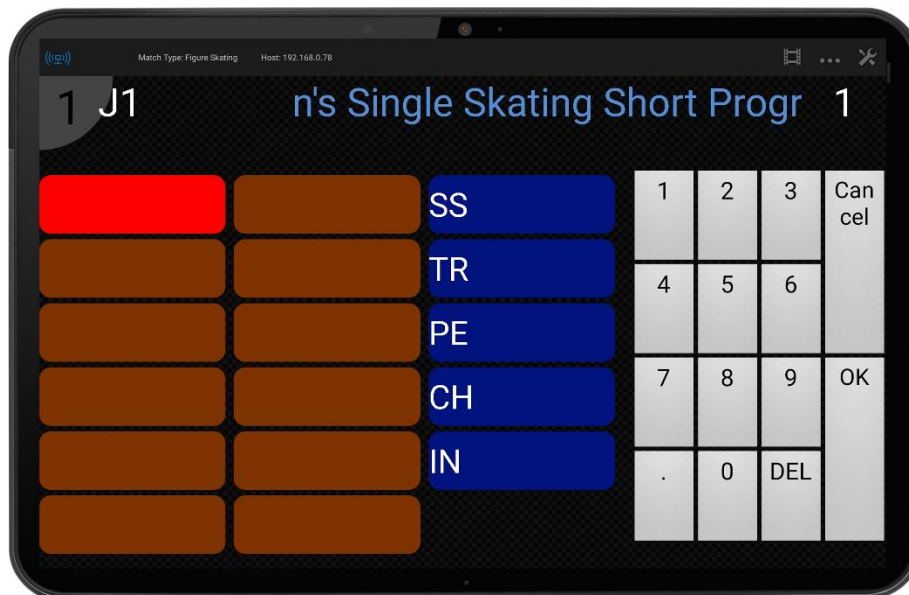 Match Type: Figure Skating Host: 192.168.0.78
1 J1 n's Single Skating Short Progr 1
SS
TR
PE
CH
IN
1 2 3 Can
cel
4 5 6
7 8 9 OK
. 0 DEL